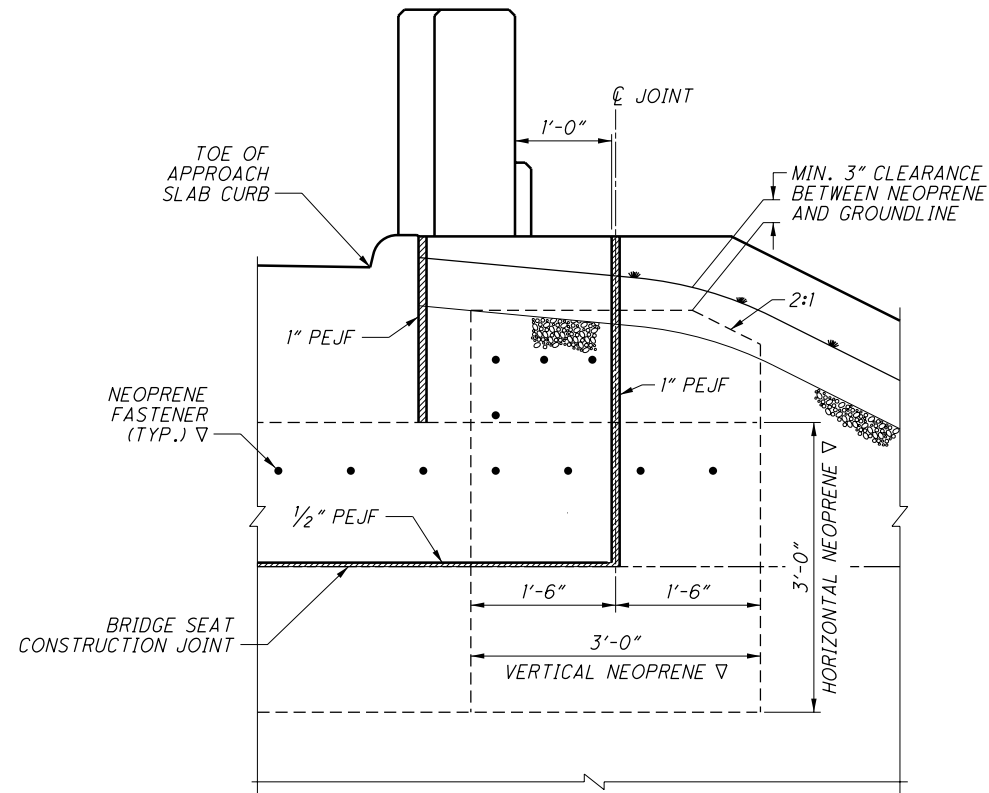 ℄ JOINT
1'-0"
TOE OF
APPROACH
SLAB CURB
MIN. 3" CLEARANCE
BETWEEN NEOPRENE
AND GROUNDLINE
2:1
1" PEJF
1" PEJF
NEOPRENE
FASTENER
(TYP.) ∇
1/2" PEJF
3'-0"
HORIZONTAL NEOPRENE ∇
1'-6"
1'-6"
BRIDGE SEAT
CONSTRUCTION JOINT
3'-0"
VERTICAL NEOPRENE ∇